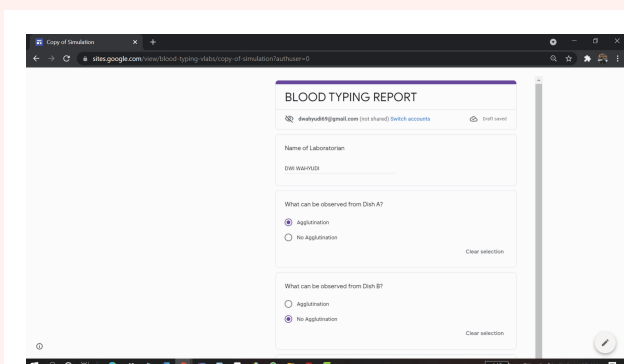 Copy of Simulation
sites.google.com/view/blood-typing-vlabs/copy-of-simulation?authuser=0
BLOOD TYPING REPORT
dwahyudi69@gmail.com (not shared) Switch accounts
Draft saved
Name of Laboratorian
DWI WAHYUDI
What can be observed from Dish A?
Agglutination
No Agglutination
Clear selection
What can be observed from Dish B?
Agglutination
No Agglutination
Clear selection